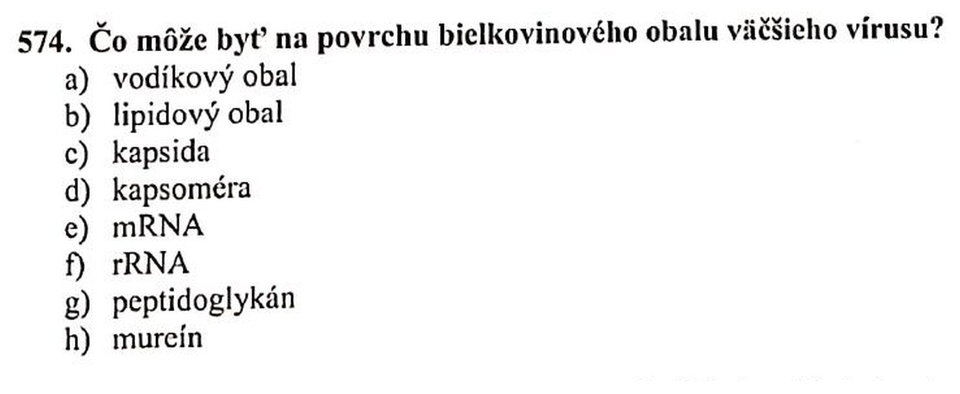 574. Čo môže byť na povrchu bielkovinového obalu väčšieho vírusu?
a) vodíkový obal
b) lipidový obal
c) kapsida
d) kapsoméra
e) mRNA
f) rRNA
g) peptidoglykán
h) mureín